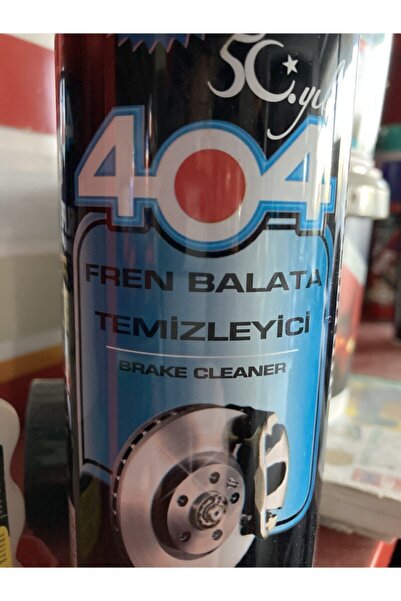 50.yıl
404
FREN BALATA
TEMİZLEYİCİ
BRAKE CLEANER